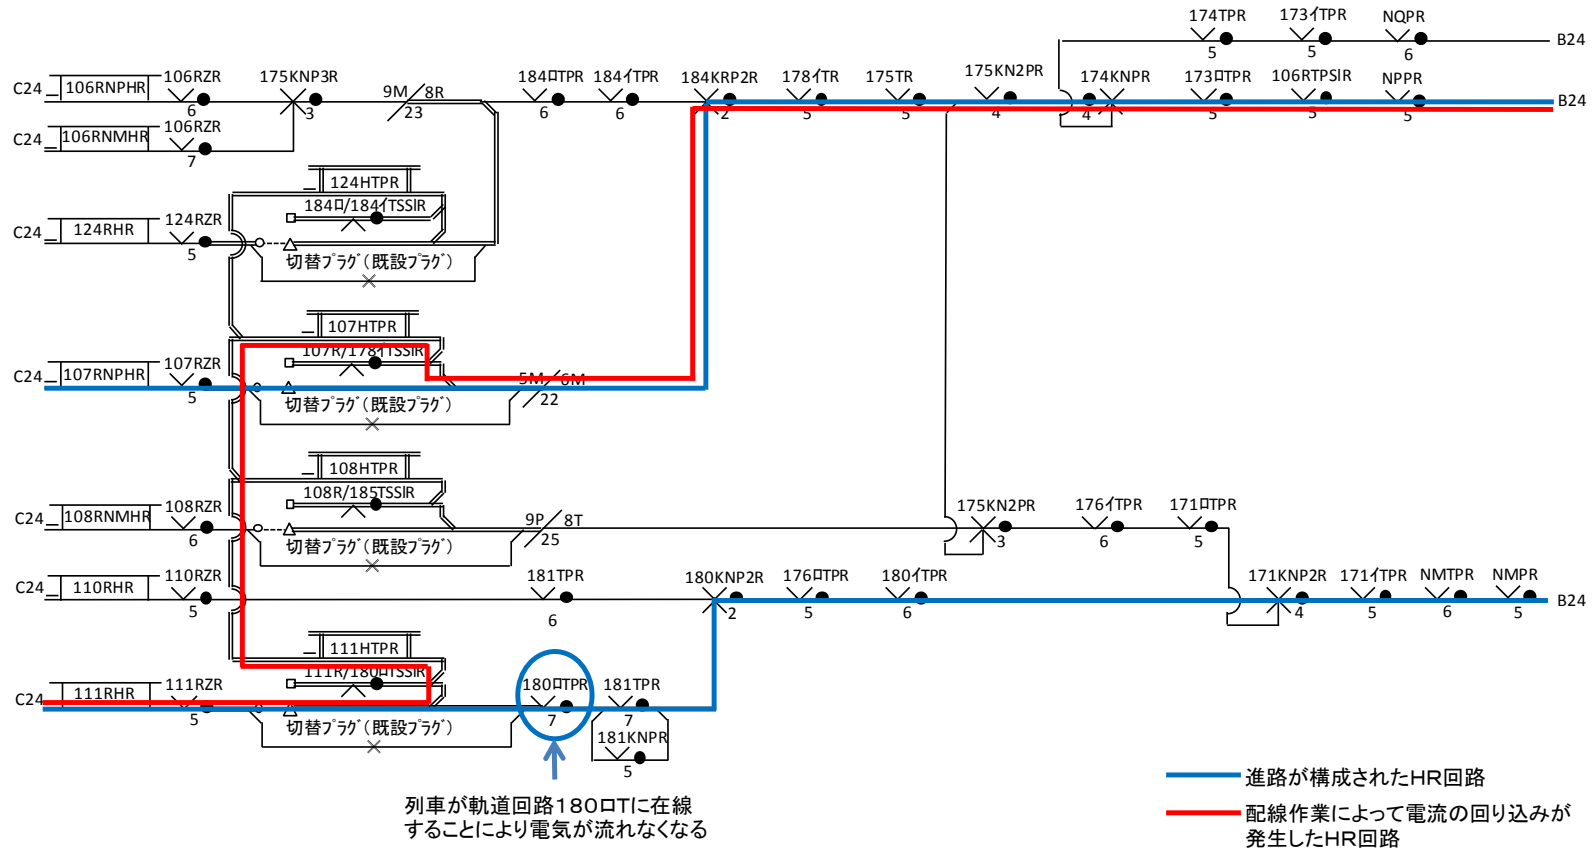 174TPR 173ｲTPR NQPR
5 5 6
B24
C24 106RNPHR 106RZR 175KNP3R 9M 8R 184ﾛTPR 184ｲTPR 184KRP2R 178ｲTR 175TR 175KN2PR 174KNPR 173ﾛTPR 106RTPSlR NPPR B24
6 3 23 6 6 2 5 5 4 4 5 5 5
C24 106RNMHR 106RZR
7
124HTPR
184ﾛ/184ｲTSSlR
C24 124RHR 124RZR
5
切替ﾌﾟﾗｸﾞ(既設ﾌﾟﾗｸﾞ)
107HTPR
107R/178ｲTSSlR
C24 107RNPHR 107RZR 5M 6M
5 22
切替ﾌﾟﾗｸﾞ(既設ﾌﾟﾗｸﾞ)
108HTPR
108R/185TSSlR
C24 108RNMHR 108RZR 9P 8T 175KN2PR 176ｲTPR 171ﾛTPR
6 25 3 6 5
切替ﾌﾟﾗｸﾞ(既設ﾌﾟﾗｸﾞ)
C24 110RHR 110RZR 181TPR 180KNP2R 176ﾛTPR 180ｲTPR 171KNP2R 171ｲTPR NMTPR NMPR B24
5 6 2 5 6 4 5 6 5
111HTPR
111R/180ﾛTSSlR
C24 111RHR 111RZR 180ﾛTPR 181TPR
5 7 7
切替ﾌﾟﾗｸﾞ(既設ﾌﾟﾗｸﾞ)
181KNPR
5
列車が軌道回路180ロTに在線
することにより電気が流れなくなる
進路が構成されたHR回路
配線作業によって電流の回り込みが
発生したHR回路